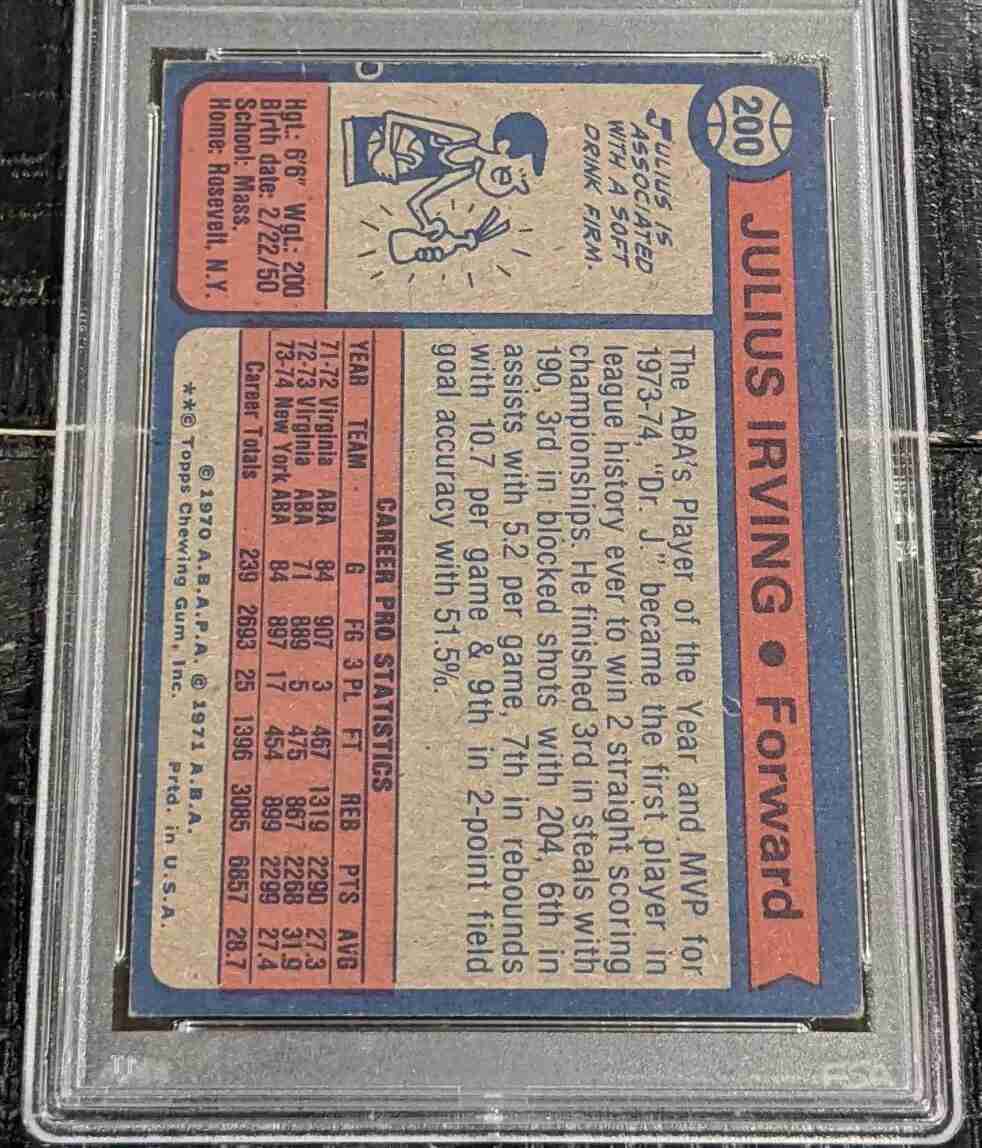 200
JULIUS IRVING • Forward
JULIUS IS
ASSOCIATED
WITH A SOFT
DRINK FIRM.
Hgt.: 6'6" Wgt.: 200
Birth date: 2/22/50
School: Mass.
Home: Rosevelt, N.Y.
The ABA's Player of the Year and MVP for
1973-74, "Dr. J." became the first player in
league history ever to win 2 straight scoring
championships. He finished 3rd in steals with
190, 3rd in blocked shots with 204, 6th in
assists with 5.2 per game, 7th in rebounds
with 10.7 per game & 9th in 2-point field
goal accuracy with 51.5%.
CAREER PRO STATISTICS
YEAR TEAM G FG 3 PL FT REB PTS AVG
71-72 Virginia ABA 84 907 3 467 1319 2290 27.3
72-73 Virginia ABA 71 889 5 475 867 2268 31.9
73-74 New York ABA 84 897 17 454 899 2299 27.4
Career Totals 239 2693 25 1396 3085 6857 28.7
© 1970 A.B.A.P.A. © 1971 A.B.A.
**© Topps Chewing Gum, Inc. Prtd. in U.S.A.
PSA